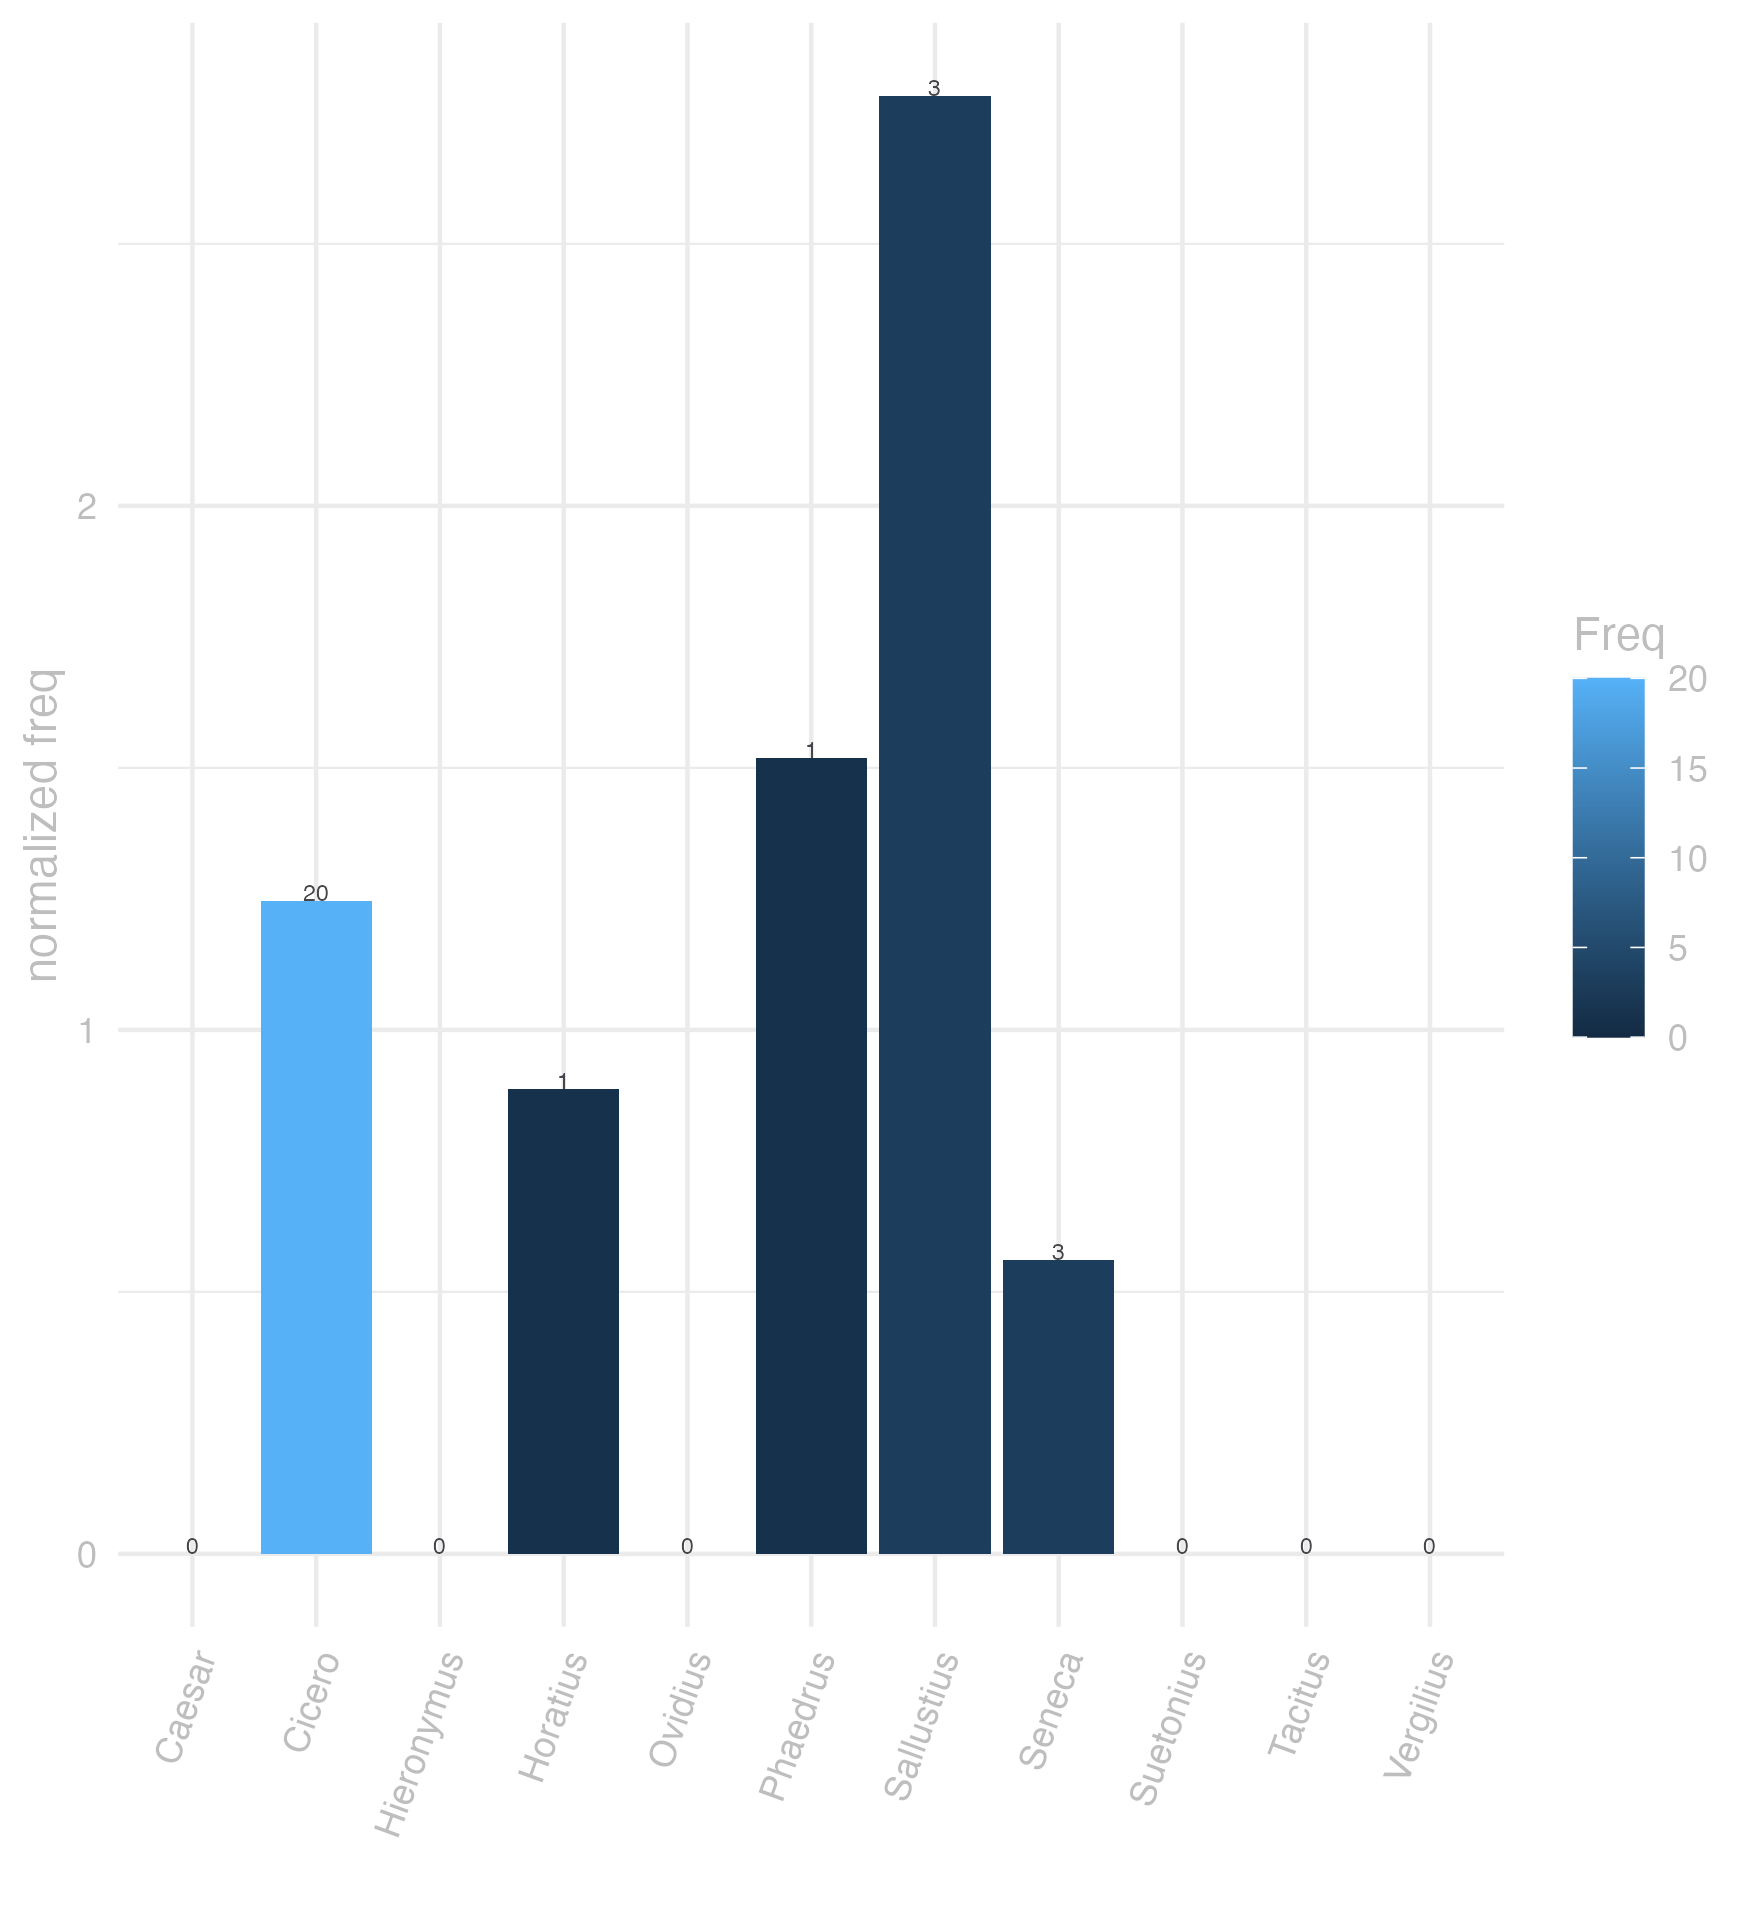 3
2
1
20
1
1
3
0
0
0
0
0
0
0
normalized freq
Freq
20
15
10
5
0
Caesar
Cicero
Hieronymus
Horatius
Ovidius
Phaedrus
Sallustius
Seneca
Suetonius
Tacitus
Vergilius